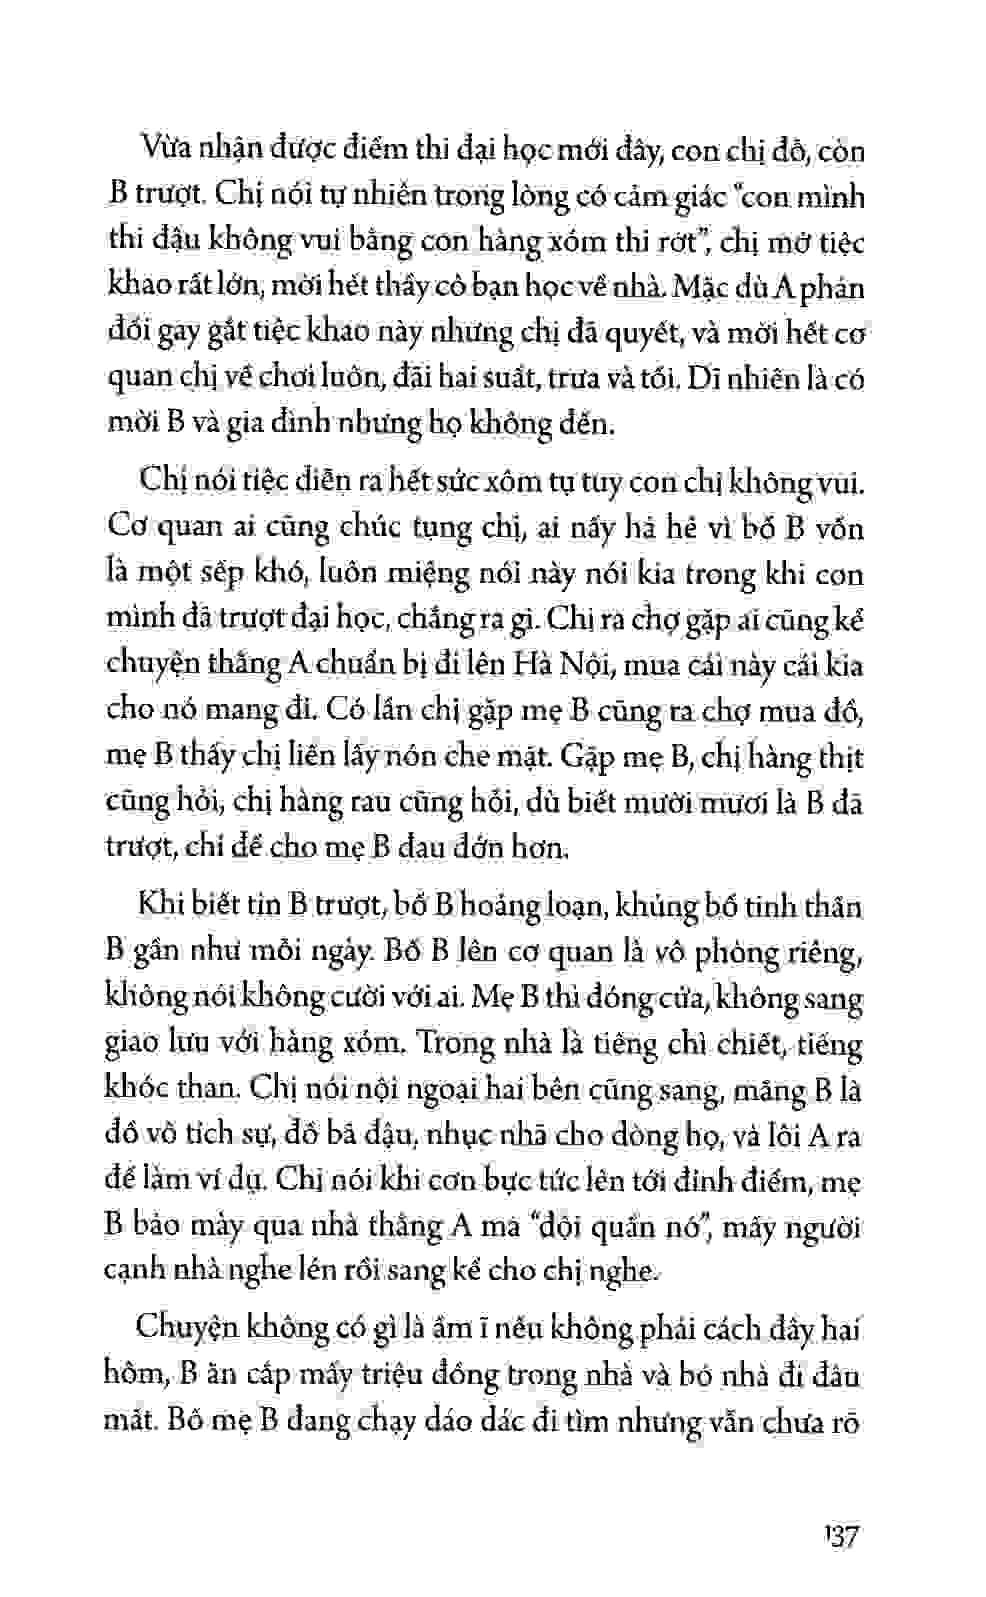 Vừa nhận được điểm thi đại học mới đây, con chị đỗ, còn
B trượt. Chị nói tự nhiên trong lòng có cảm giác “con mình
thi đậu không vui bằng con hàng xóm thi rớt”, chị mở tiệc
khao rất lớn, mời hết thầy cô bạn học về nhà. Mặc dù A phản
đối gay gắt tiệc khao này nhưng chị đã quyết, và mời hết cơ
quan chị về chơi luôn, đãi hai suất, trưa và tối. Dĩ nhiên là có
mời B và gia đình nhưng họ không đến.
Chị nói tiệc diễn ra hết sức xôm tụ tuy con chị không vui.
Cơ quan ai cũng chúc tụng chị, ai nấy hả hê vì bố B vốn
là một sếp khó, luôn miệng nói này nói kia trong khi con
mình đã trượt đại học, chẳng ra gì. Chị ra chợ gặp ai cũng kể
chuyện thằng A chuẩn bị đi lên Hà Nội, mua cái này cái kia
cho nó mang đi. Có lần chị gặp mẹ B cũng ra chợ mua đồ,
mẹ B thấy chị liền lấy nón che mặt. Gặp mẹ B, chị hàng thịt
cũng hỏi, chị hàng rau cũng hỏi, dù biết mười mươi là B đã
trượt, chỉ để cho mẹ B đau đớn hơn.
Khi biết tin B trượt, bố B hoảng loạn, khủng bố tinh thần
B gần như mỗi ngày. Bố B lên cơ quan là vô phòng riêng,
không nói không cười với ai. Mẹ B thì đóng cửa, không sang
giao lưu với hàng xóm. Trong nhà là tiếng chì chiết, tiếng
khóc than. Chị nói nội ngoại hai bên cũng sang, mắng B là
đồ vô tích sự, đồ bã đậu, nhục nhã cho dòng họ, và lôi A ra
để làm ví dụ. Chị nói khi cơn bực tức lên tới đỉnh điểm, mẹ
B bảo mày qua nhà thằng A mà “đội quần nó”, mấy người
cạnh nhà nghe lén rồi sang kể cho chị nghe.
Chuyện không có gì là ầm ĩ nếu không phải cách đây hai
hôm, B ăn cắp mấy triệu đồng trong nhà và bỏ nhà đi đâu
mất. Bố mẹ B đang chạy dáo dác đi tìm nhưng vẫn chưa rõ
137